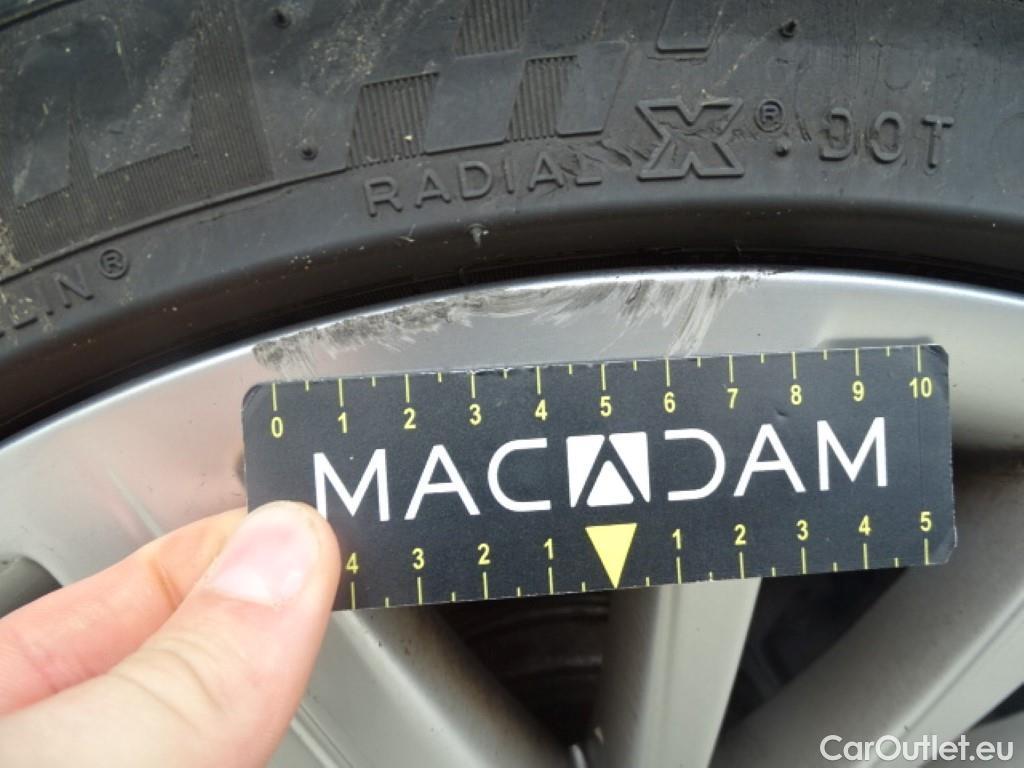 RADIAL X® DOT
LIN®
0 1 2 3 4 5 6 7 8 9 10
MACADAM
4 3 2 1 1 2 3 4 5
CarOutlet.eu